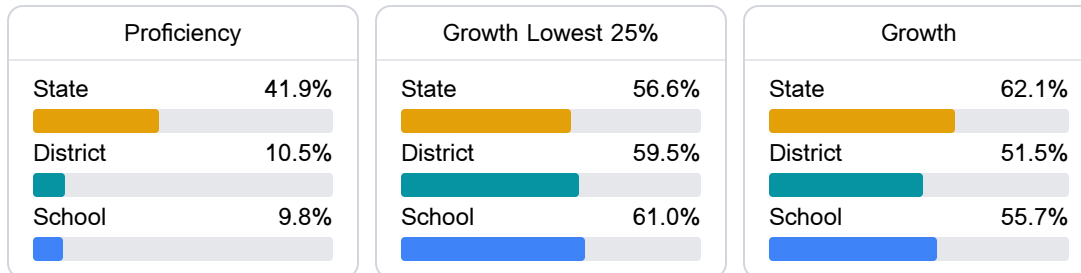 Proficiency
State 41.9%
District 10.5%
School 9.8%
Growth Lowest 25%
State 56.6%
District 59.5%
School 61.0%
Growth
State 62.1%
District 51.5%
School 55.7%